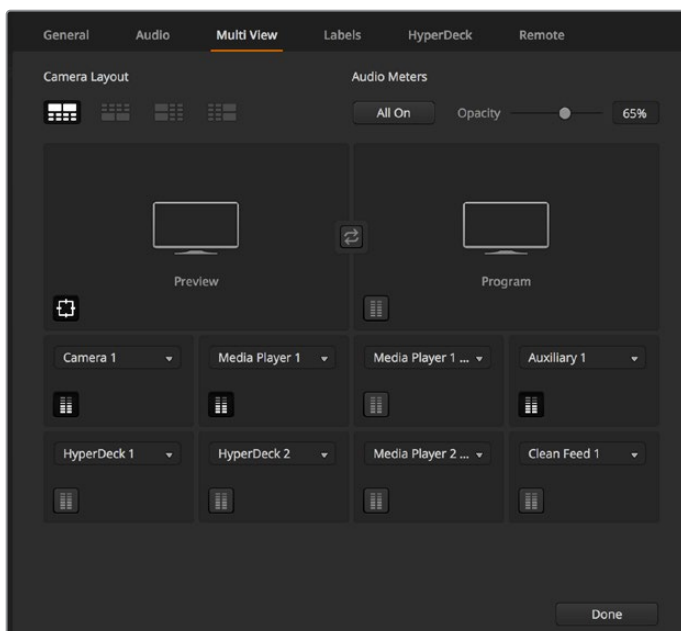 General Audio Multi View Labels HyperDeck Remote
Camera Layout Audio Meters
All On Opacity 65%
Preview Program
Camera 1 Media Player 1 Media Player 1 ... Auxiliary 1
HyperDeck 1 HyperDeck 2 Media Player 2 ... Clean Feed 1
Done